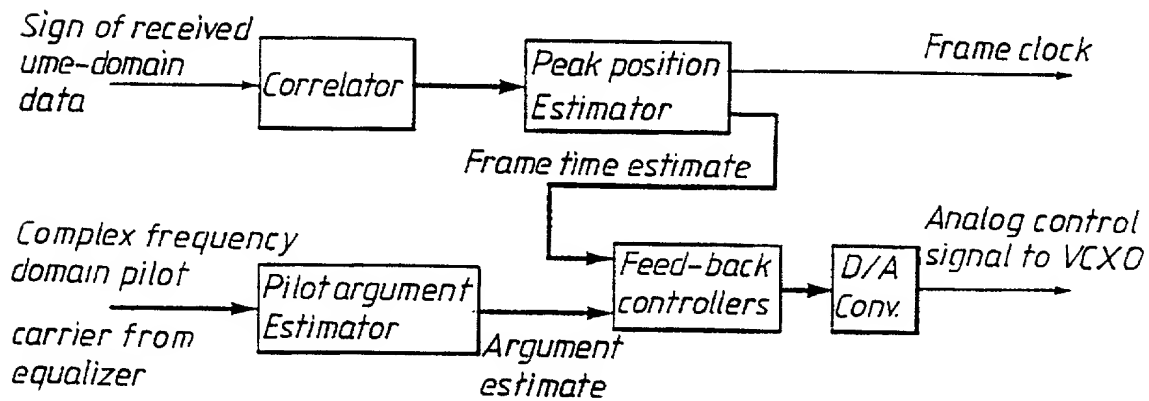 Sign of received
ume-domain
data
Correlator
Peak position
Estimator
Frame clock
Frame time estimate
Complex frequency
domain pilot
carrier from
equalizer
Pilot argument
Estimator
Argument
estimate
Feed-back
controllers
D/A
Conv.
Analog control
signal to VCXO